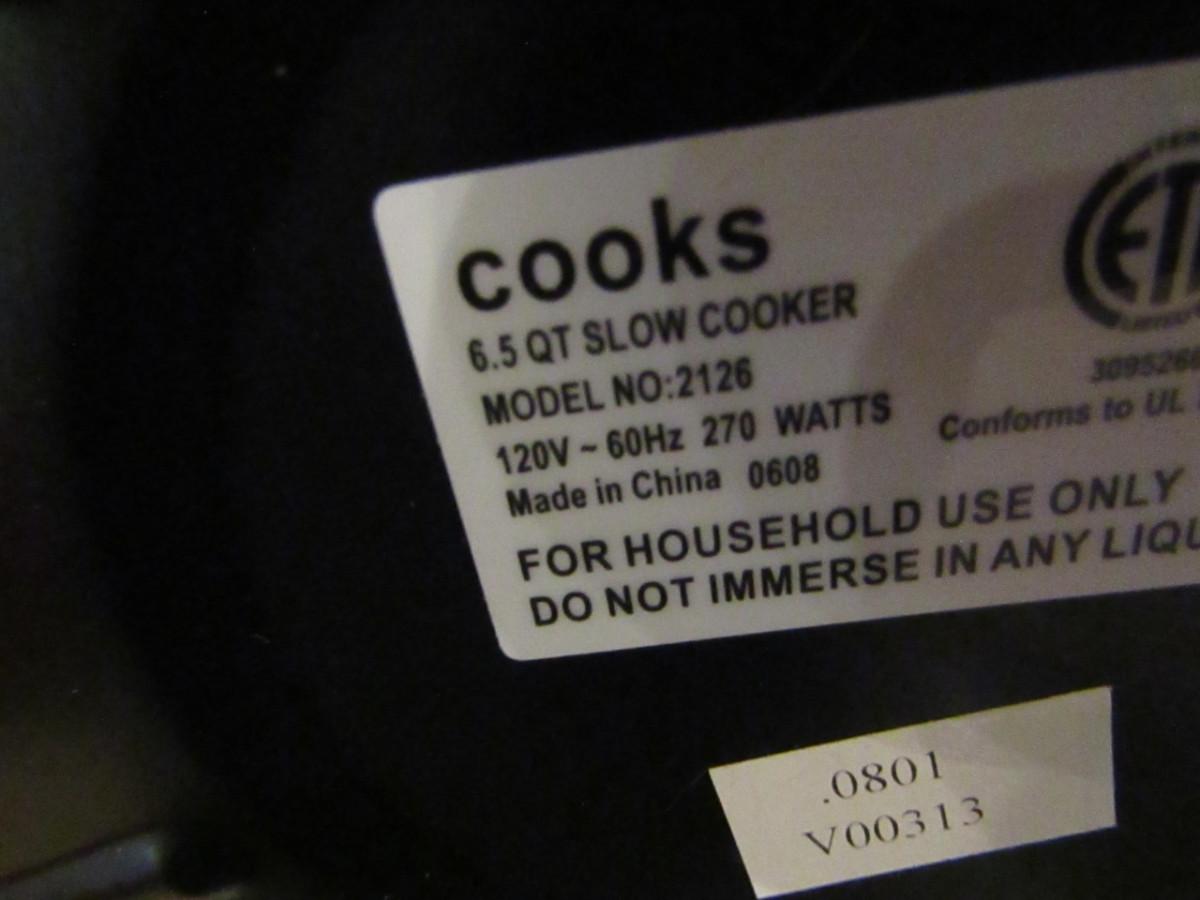 cooks
6.5 QT SLOW COOKER
MODEL NO:2126
120V ~ 60Hz 270 WATTS
Made in China 0608
Conforms to UL
FOR HOUSEHOLD USE ONLY
DO NOT IMMERSE IN ANY
.0801
V00313